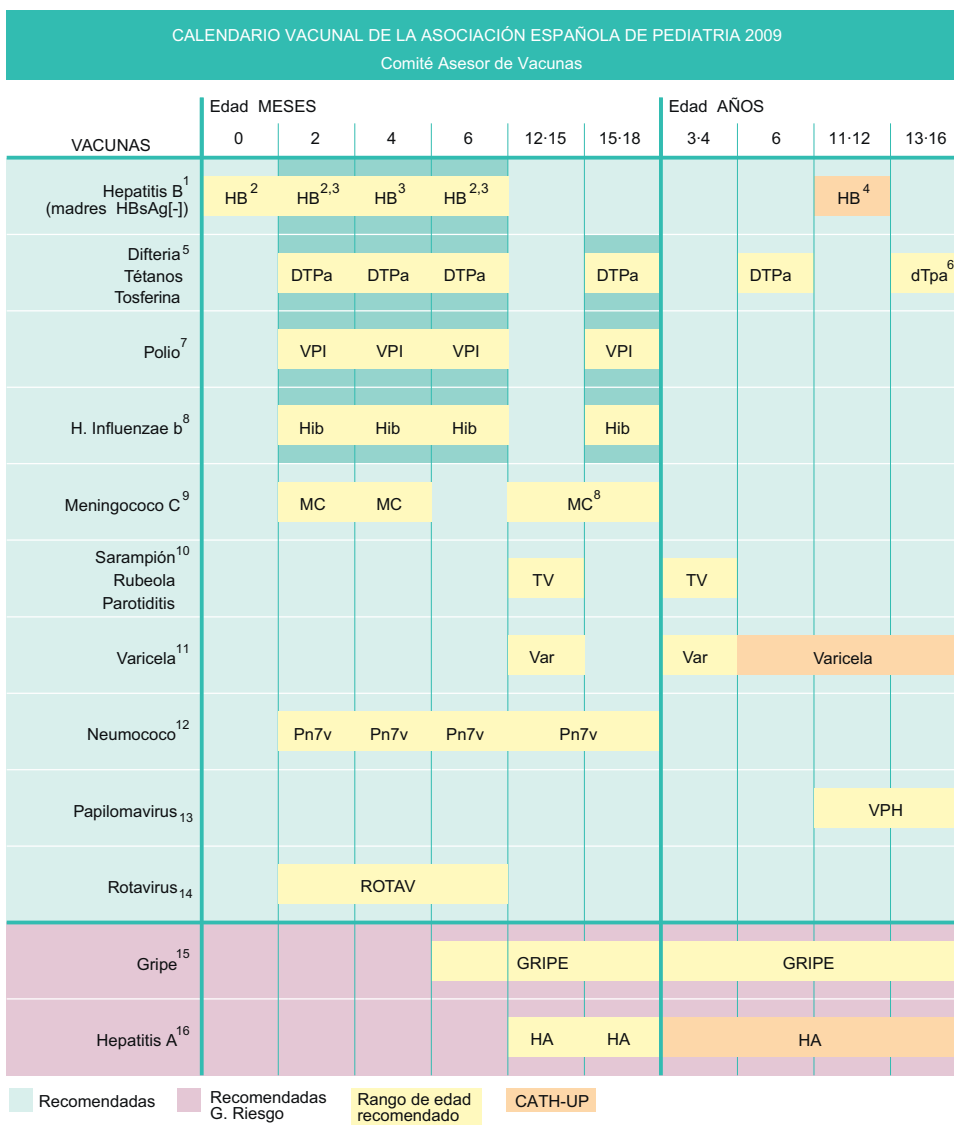 CALENDARIO VACUNAL DE LA ASOCIACIÓN ESPAÑOLA DE PEDIATRIA 2009
Comité Asesor de Vacunas
Edad MESES Edad AÑOS
VACUNAS 0 2 4 6 12·15 15·18 3·4 6 11·12 13·16
Hepatitis B1
(madres HBsAg[-]) HB2 HB2,3 HB3 HB2,3 HB4
Difteria5
Tétanos DTPa DTPa DTPa DTPa DTPa dTpa6
Tosferina
Polio7 VPI VPI VPI VPI
H. Influenzae b8 Hib Hib Hib Hib
Meningococo C9 MC MC MC8
Sarampión10
Rubeola TV TV
Parotiditis
Varicela11 Var Var Varicela
Neumococo12 Pn7v Pn7v Pn7v Pn7v
Papilomavirus13 VPH
Rotavirus14 ROTAV
Gripe15 GRIPE GRIPE
Hepatitis A16 HA HA HA
Recomendadas Recomendadas Rango de edad CATH-UP
G. Riesgo recomendado